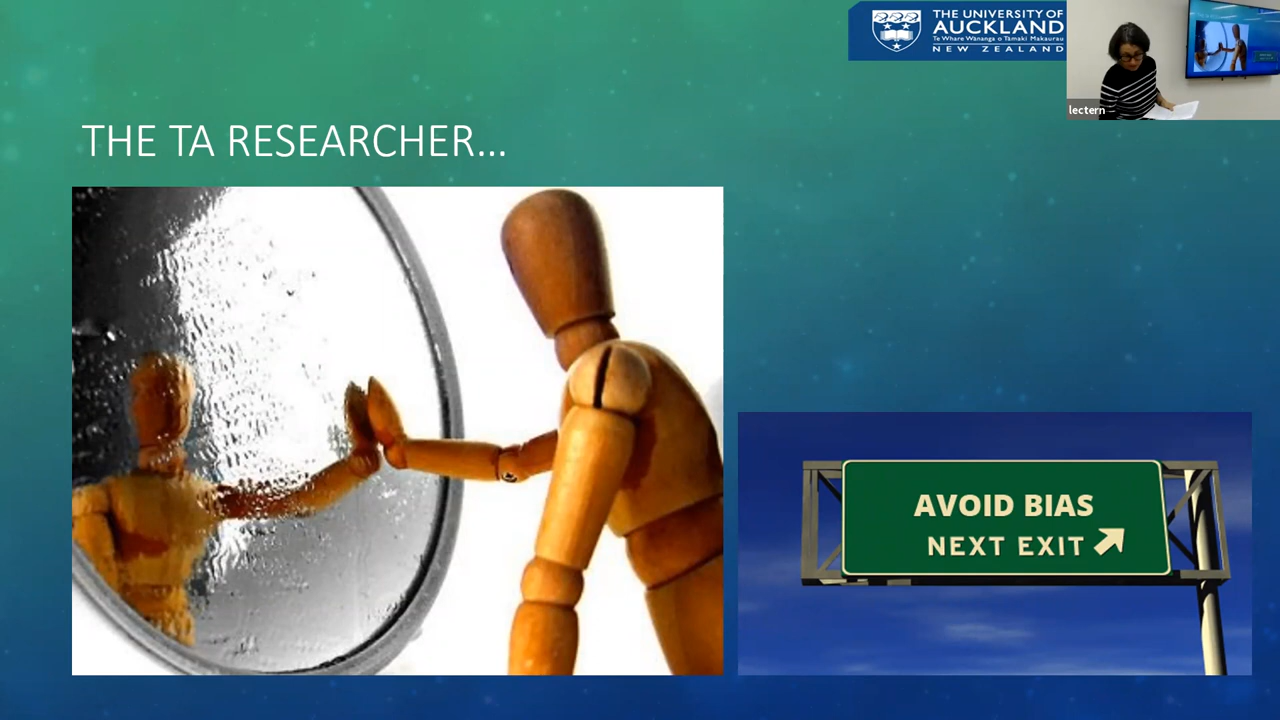 THE UNIVERSITY OF
AUCKLAND
Te Whare Wānanga o Tāmaki Makaurau
NEW ZEALAND
lectern
THE TA RESEARCHER...
AVOID BIAS
NEXT EXIT